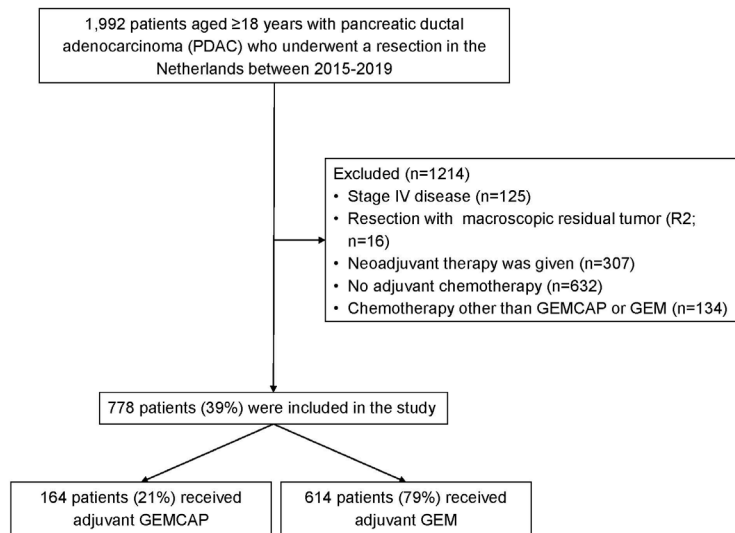 1,992 patients aged ≥18 years with pancreatic ductal
adenocarcinoma (PDAC) who underwent a resection in the
Netherlands between 2015-2019
Excluded (n=1214)
• Stage IV disease (n=125)
• Resection with macroscopic residual tumor (R2;
n=16)
• Neoadjuvant therapy was given (n=307)
• No adjuvant chemotherapy (n=632)
• Chemotherapy other than GEMCAP or GEM (n=134)
778 patients (39%) were included in the study
164 patients (21%) received
adjuvant GEMCAP
614 patients (79%) received
adjuvant GEM